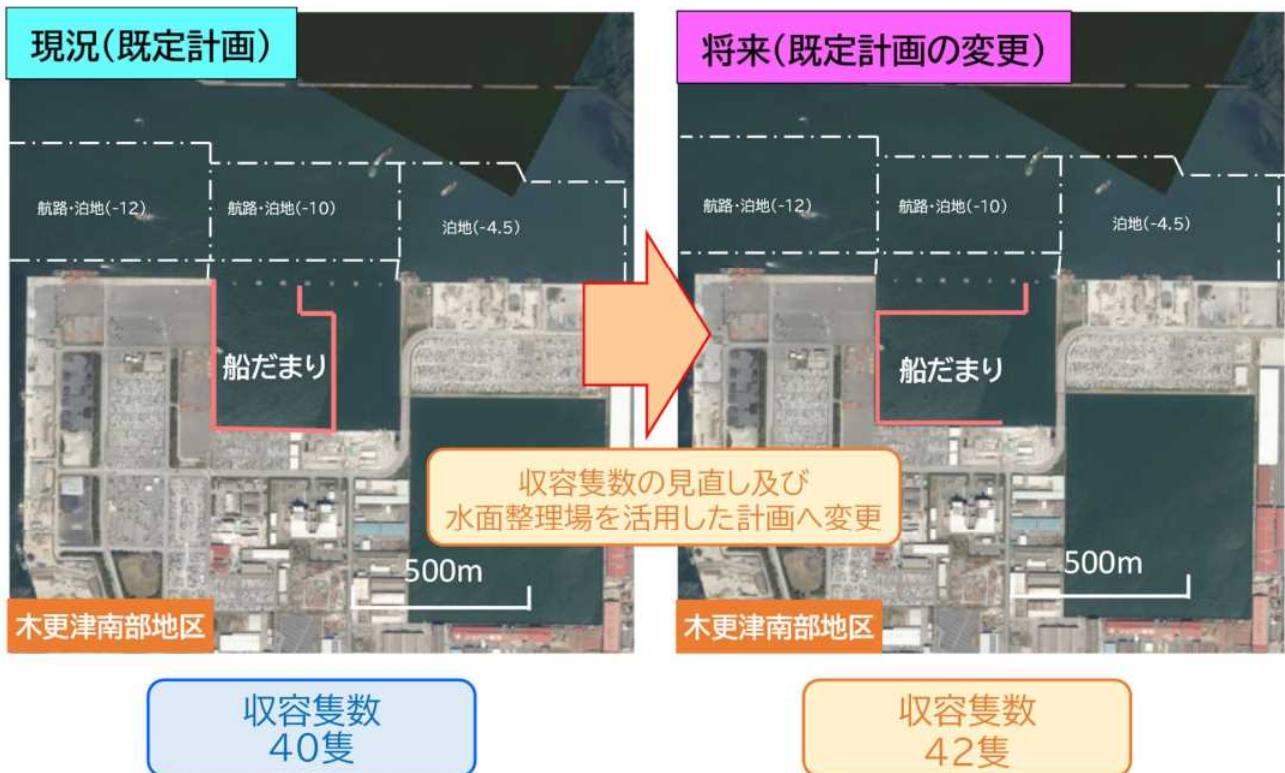 現況(既定計画)
航路・泊地(-12)
航路・泊地(-10)
泊地(-4.5)
船だまり
500m
木更津南部地区
収容隻数
40隻
収容隻数の見直し及び
水面整理場を活用した計画へ変更
将来(既定計画の変更)
航路・泊地(-12)
航路・泊地(-10)
泊地(-4.5)
船だまり
500m
木更津南部地区
収容隻数
42隻